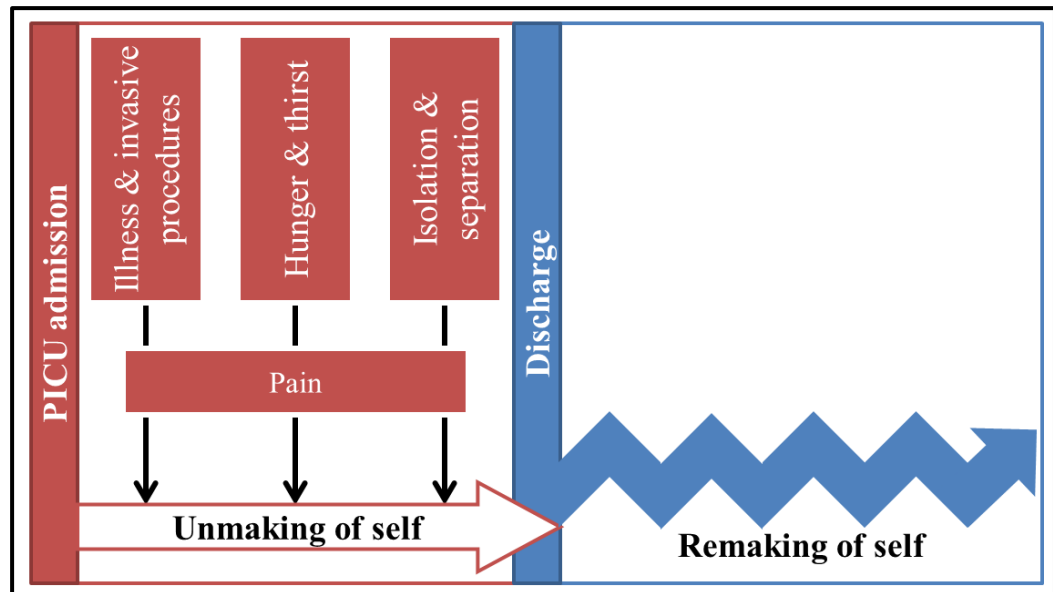 PICU admission
Illness & invasive
procedures
Hunger & thirst
Isolation &
separation
Pain
Unmaking of self
Discharge
Remaking of self